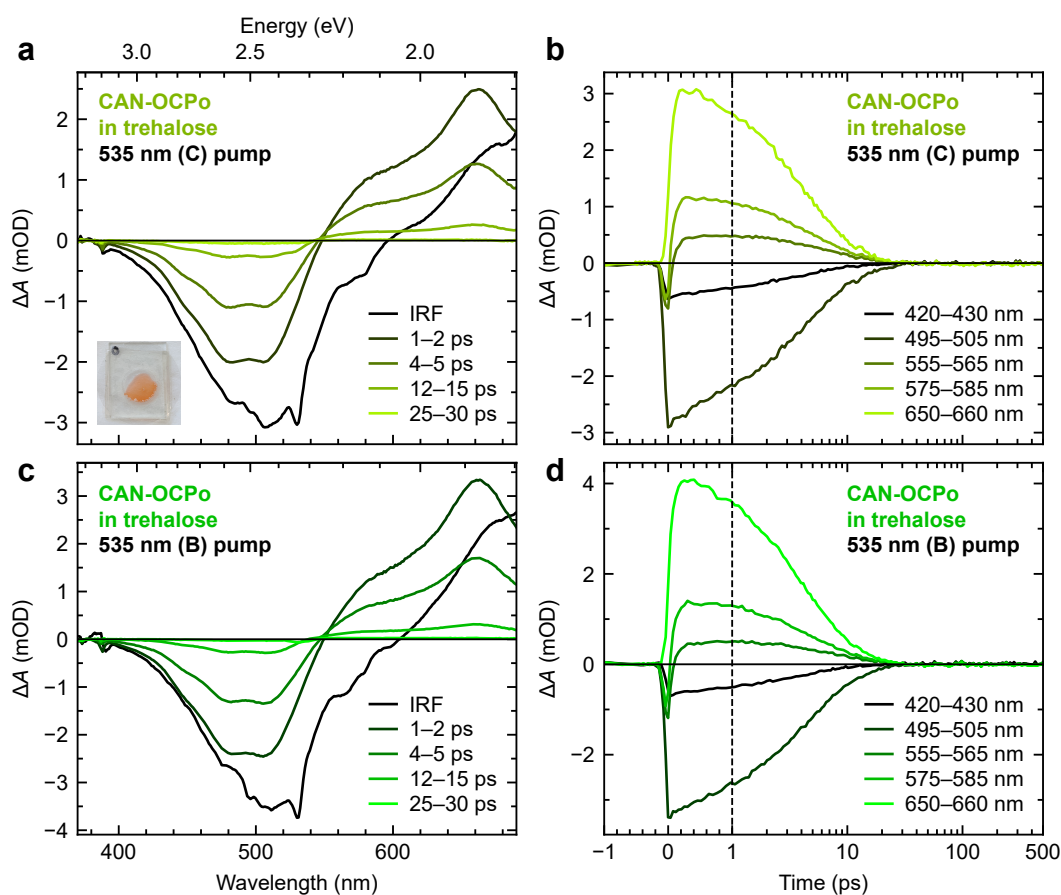 Energy (eV)
3.0 2.5 2.0
a
CAN-OCPo
in trehalose
535 nm (C) pump
ΔA (mOD)
2
1
0
−1
−2
−3
IRF
1–2 ps
4–5 ps
12–15 ps
25–30 ps
b
CAN-OCPo
in trehalose
535 nm (C) pump
ΔA (mOD)
3
2
1
0
−1
−2
−3
420–430 nm
495–505 nm
555–565 nm
575–585 nm
650–660 nm
c
CAN-OCPo
in trehalose
535 nm (B) pump
ΔA (mOD)
3
2
1
0
−1
−2
−3
−4
IRF
1–2 ps
4–5 ps
12–15 ps
25–30 ps
400 500 600
Wavelength (nm)
d
CAN-OCPo
in trehalose
535 nm (B) pump
ΔA (mOD)
4
2
0
−2
420–430 nm
495–505 nm
555–565 nm
575–585 nm
650–660 nm
−1 0 1 10 100 500
Time (ps)